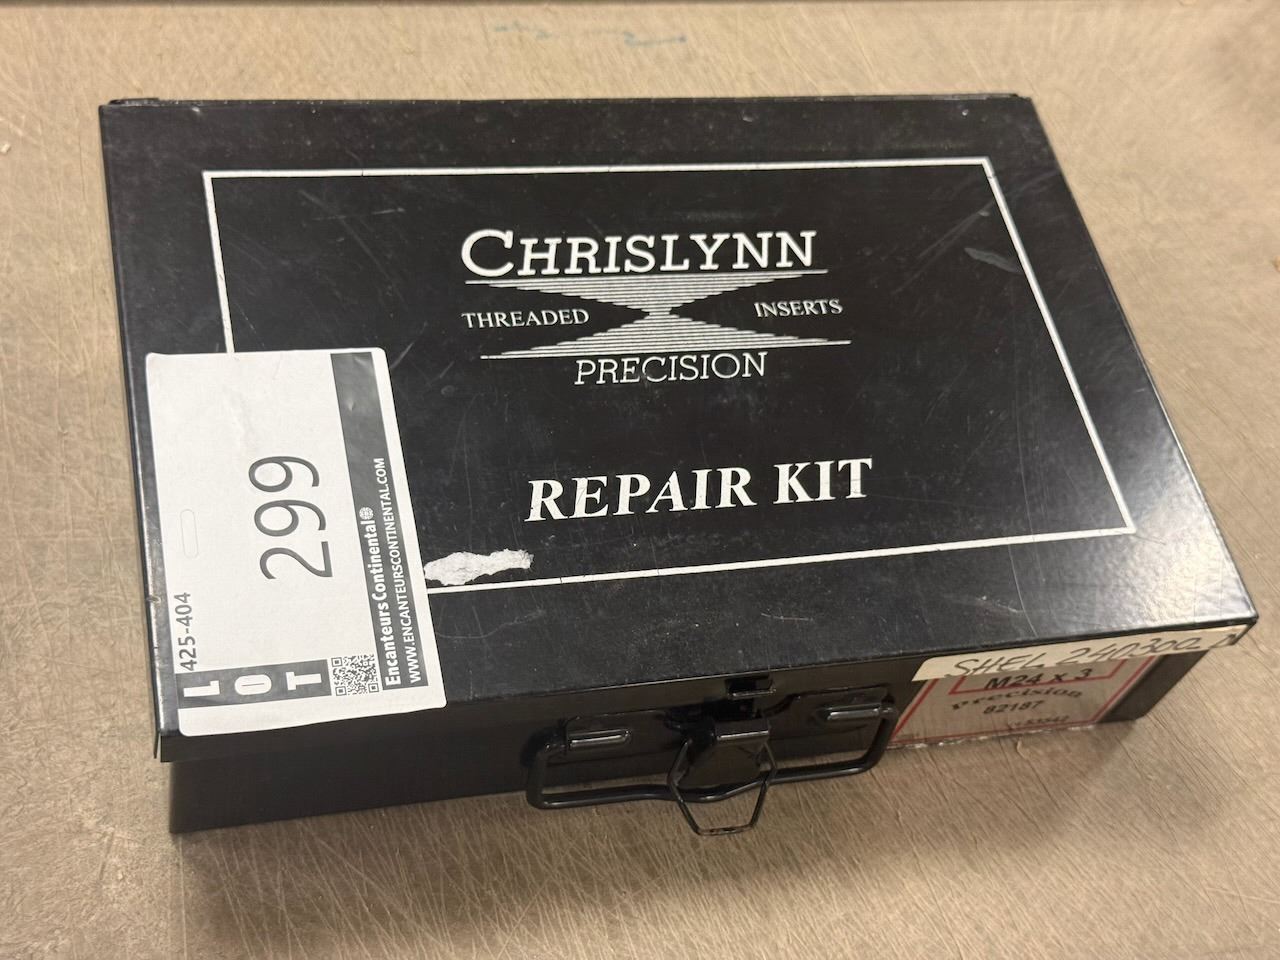 CHRISLYNN
THREADED INSERTS
PRECISION
REPAIR KIT
425-404
LOT
299
Encanteurs Continental
WWW.ENCANTEURSCONTINENTAL.COM
SHEL 240300
M24 x 3
Precision
82187